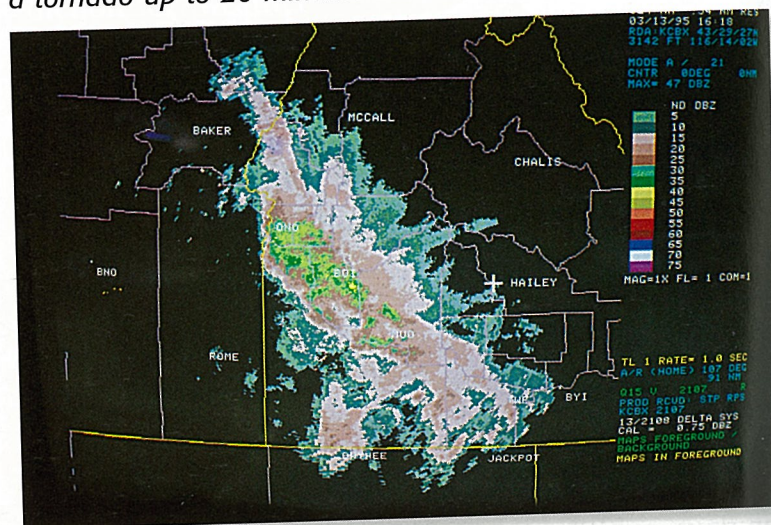 a tornado up to 20
03/13/95 16:18
RDA:KCBX 43/29/27N
3142 FT 116/14/02W
MODE A / 21
CNTR 0DEG 0NM
MAX= 47 DBZ
ND DBZ
5
10
15
20
25
30
35
40
45
50
55
60
65
70
75
MAG=1X FL= 1 COM=1
BAKER
MCCALL
CHALIS
ONO
BNO
BOI
HAILEY
MUO
ROME
BYI
OWYHEE
JACKPOT
TL 1 RATE= 1.0 SEC
A/R (HOME) 107 DEG
91 NM
Q15 V 2107 R
PROD RCUD: STP RPS
KCBX 2107
13/2108 DELTA SYS
CAL = 0.75 DBZ
MAPS FOREGROUND /
BACKGROUND
MAPS IN FOREGROUND